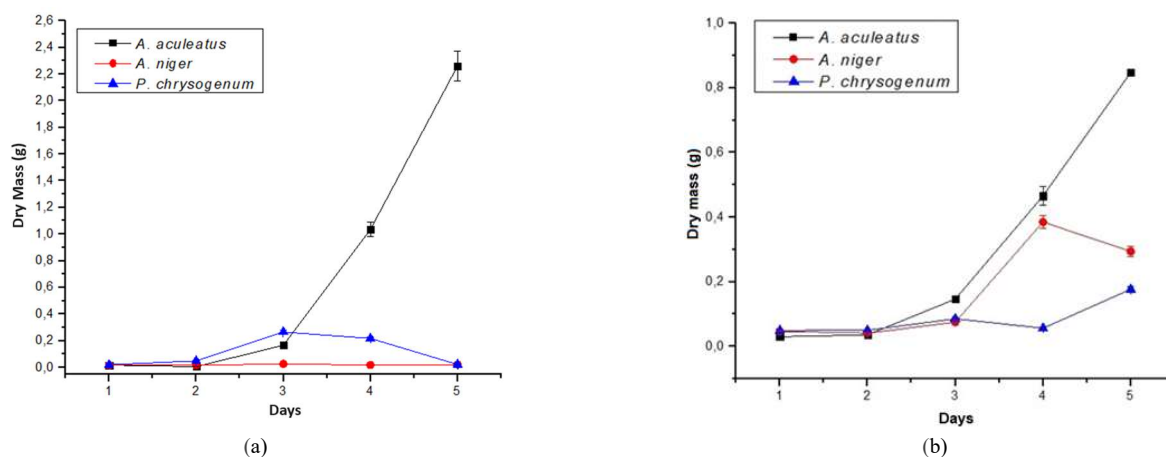 2,6
2,4
2,2
2,0
1,8
1,6
1,4
1,2
1,0
0,8
0,6
0,4
0,2
0,0
Dry Mass (g)
A. aculeatus
A. niger
P. chrysogenum
1 2 3 4 5
Days
(a)
1,0
0,8
0,6
0,4
0,2
0,0
Dry mass (g)
A. aculeatus
A. niger
P. chrysogenum
1 2 3 4 5
Days
(b)